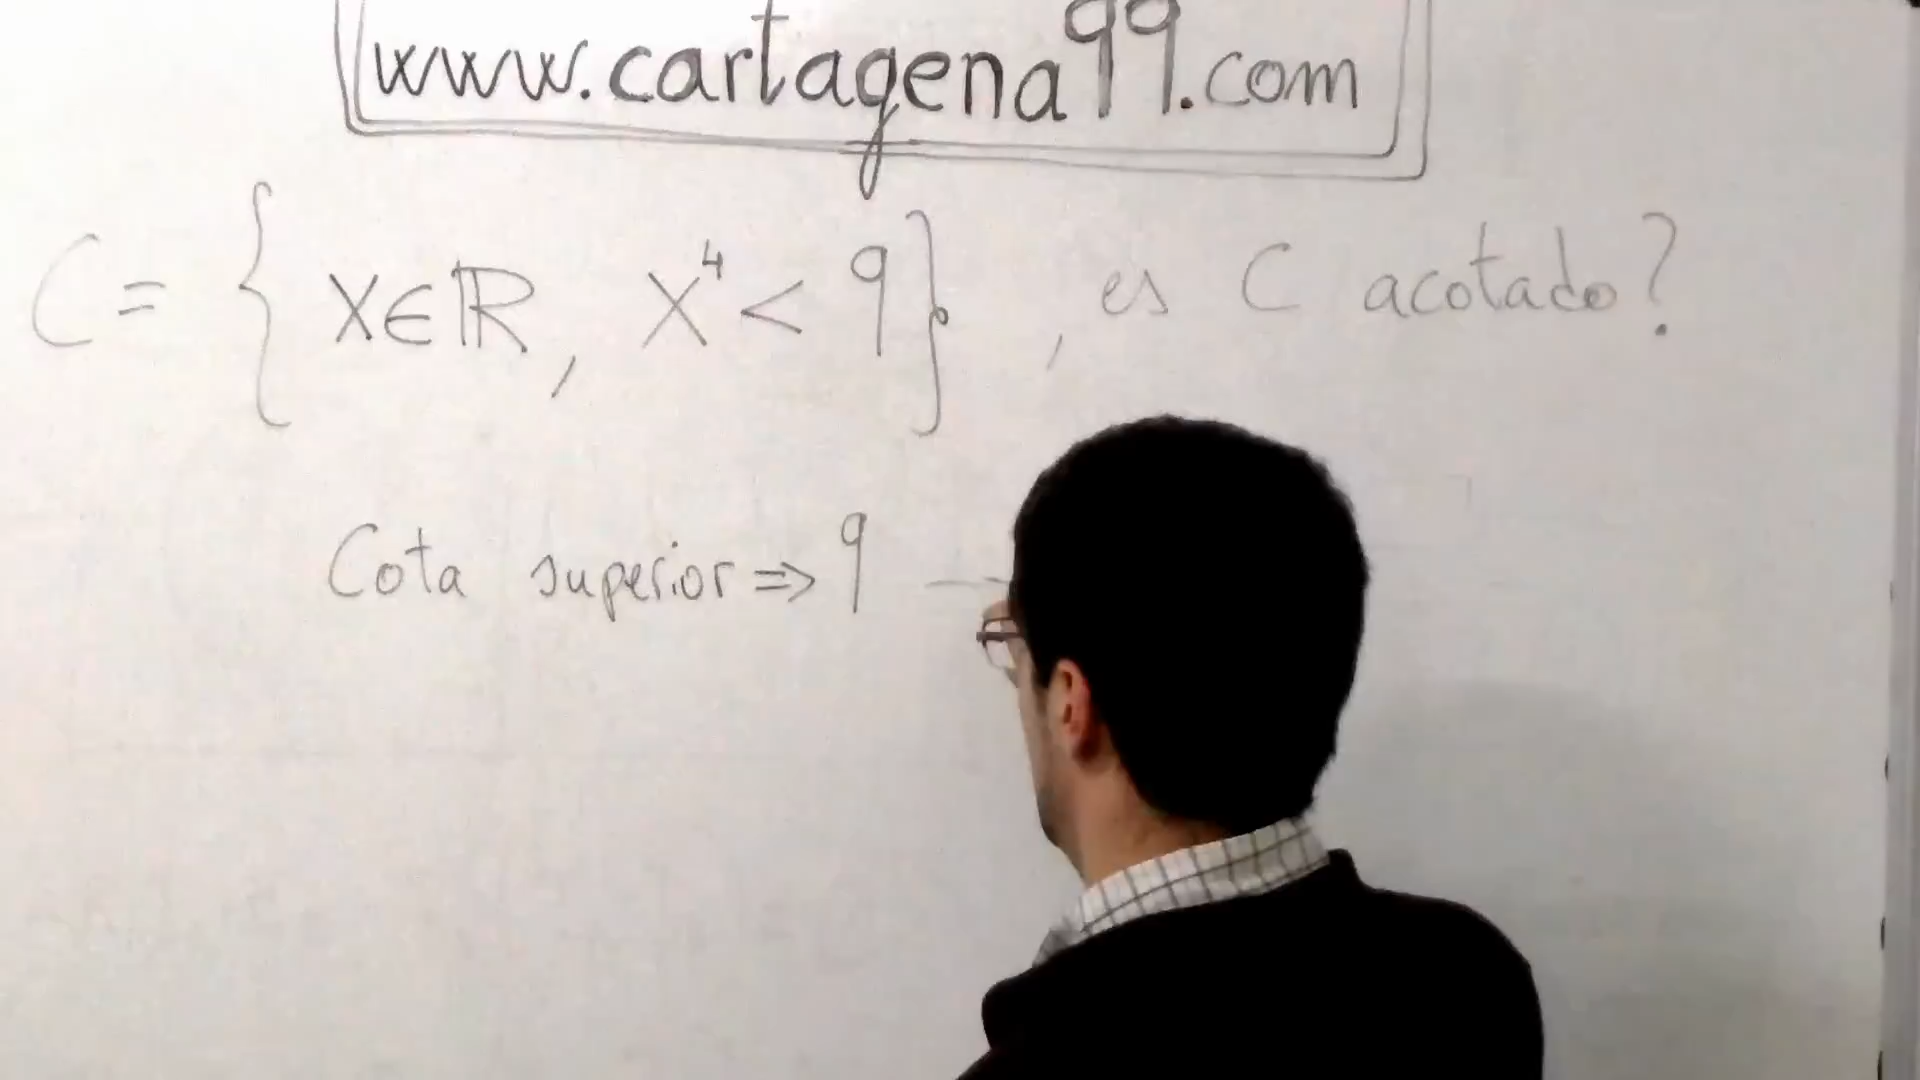 www.cartagena99.com
C = { x∈ℝ, x⁴ < 9 } , es C acotado?
Cota superior ⇒ 9